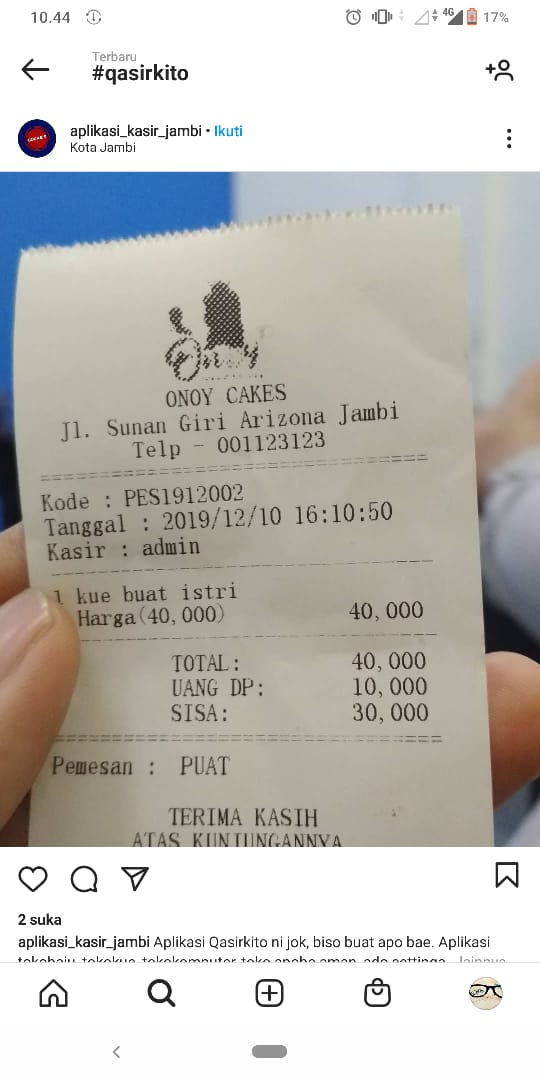 10.44
4G
17%
Terbaru
#qasirkito
aplikasi_kasir_jambi • Ikuti
Kota Jambi
Onoy
ONOY CAKES
Jl. Sunan Giri Arizona Jambi
Telp - 001123123
Kode : PES1912002
Tanggal : 2019/12/10 16:10:50
Kasir : admin
1 kue buat istri
Harga(40,000) 40,000
TOTAL: 40,000
UANG DP: 10,000
SISA: 30,000
Pemesan : PUAT
TERIMA KASIH
ATAS KUNJUNGANNYA
2 suka
aplikasi_kasir_jambi Aplikasi Qasirkito ni jok, biso buat apo bae. Aplikasi